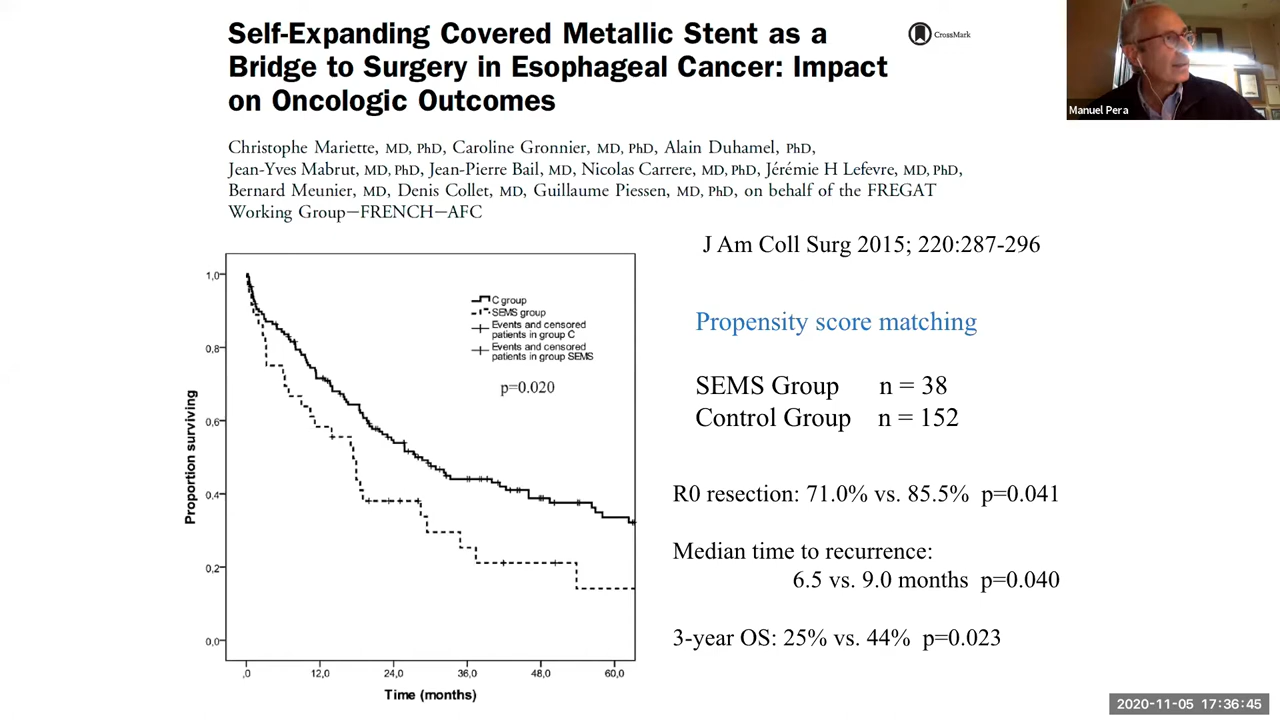 Self-Expanding Covered Metallic Stent as a
Bridge to Surgery in Esophageal Cancer: Impact
on Oncologic Outcomes
CrossMark
Manuel Pera
Christophe Mariette, MD, PhD, Caroline Gronnier, MD, PhD, Alain Duhamel, PhD,
Jean-Yves Mabrut, MD, PhD, Jean-Pierre Bail, MD, Nicolas Carrere, MD, PhD, Jérémie H Lefevre, MD, PhD,
Bernard Meunier, MD, Denis Collet, MD, Guillaume Piessen, MD, PhD, on behalf of the FREGAT
Working Group—FRENCH—AFC
J Am Coll Surg 2015; 220:287-296
Propensity score matching
SEMS Group n = 38
Control Group n = 152
R0 resection: 71.0% vs. 85.5% p=0.041
Median time to recurrence:
6.5 vs. 9.0 months p=0.040
3-year OS: 25% vs. 44% p=0.023
C group
SEMS group
Events and censored
patients in group C
Events and censored
patients in group SEMS
p=0.020
Proportion surviving
1,0
0,8
0,6
0,4
0,2
0,0
,0 12,0 24,0 36,0 48,0 60,0
Time (months)
2020-11-05 17:36:45